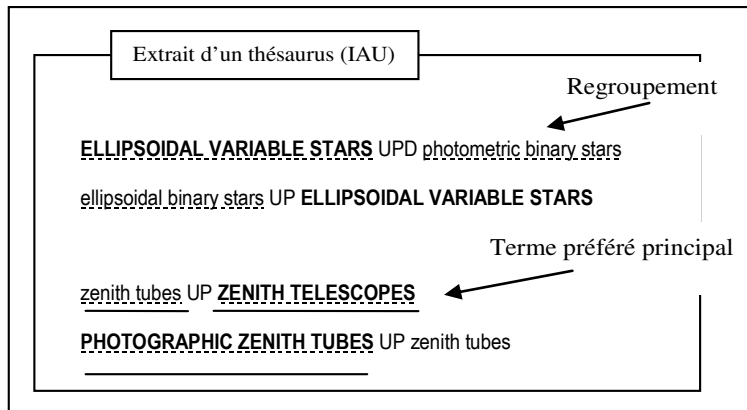 Extrait d’un thésaurus (IAU)
Regroupement
ELLIPSOIDAL VARIABLE STARS UPD photometric binary stars
ellipsoidal binary stars UP ELLIPSOIDAL VARIABLE STARS
Terme préféré principal
zenith tubes UP ZENITH TELESCOPES
PHOTOGRAPHIC ZENITH TUBES UP zenith tubes